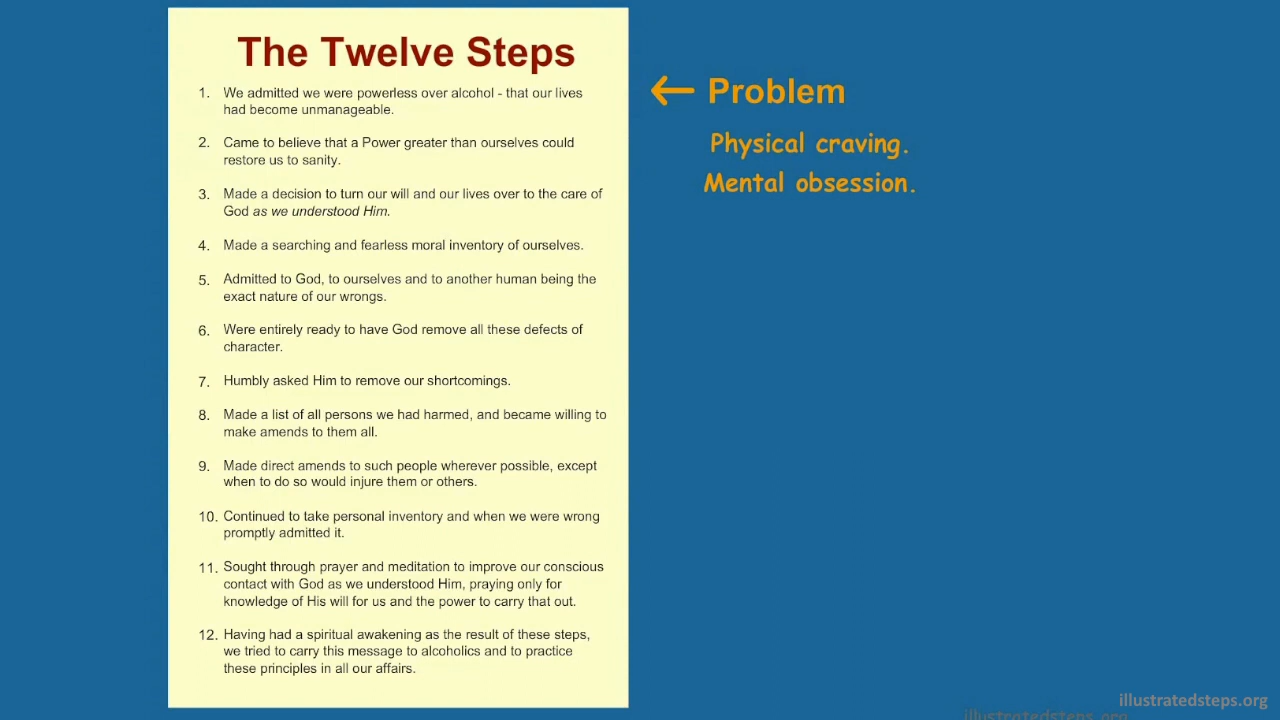 The Twelve Steps
1. We admitted we were powerless over alcohol - that our lives
had become unmanageable.
2. Came to believe that a Power greater than ourselves could
restore us to sanity.
3. Made a decision to turn our will and our lives over to the care of
God as we understood Him.
4. Made a searching and fearless moral inventory of ourselves.
5. Admitted to God, to ourselves and to another human being the
exact nature of our wrongs.
6. Were entirely ready to have God remove all these defects of
character.
7. Humbly asked Him to remove our shortcomings.
8. Made a list of all persons we had harmed, and became willing to
make amends to them all.
9. Made direct amends to such people wherever possible, except
when to do so would injure them or others.
10. Continued to take personal inventory and when we were wrong
promptly admitted it.
11. Sought through prayer and meditation to improve our conscious
contact with God as we understood Him, praying only for
knowledge of His will for us and the power to carry that out.
12. Having had a spiritual awakening as the result of these steps,
we tried to carry this message to alcoholics and to practice
these principles in all our affairs.
← Problem
Physical craving.
Mental obsession.
illustratedsteps.org
illustratedsteps.org